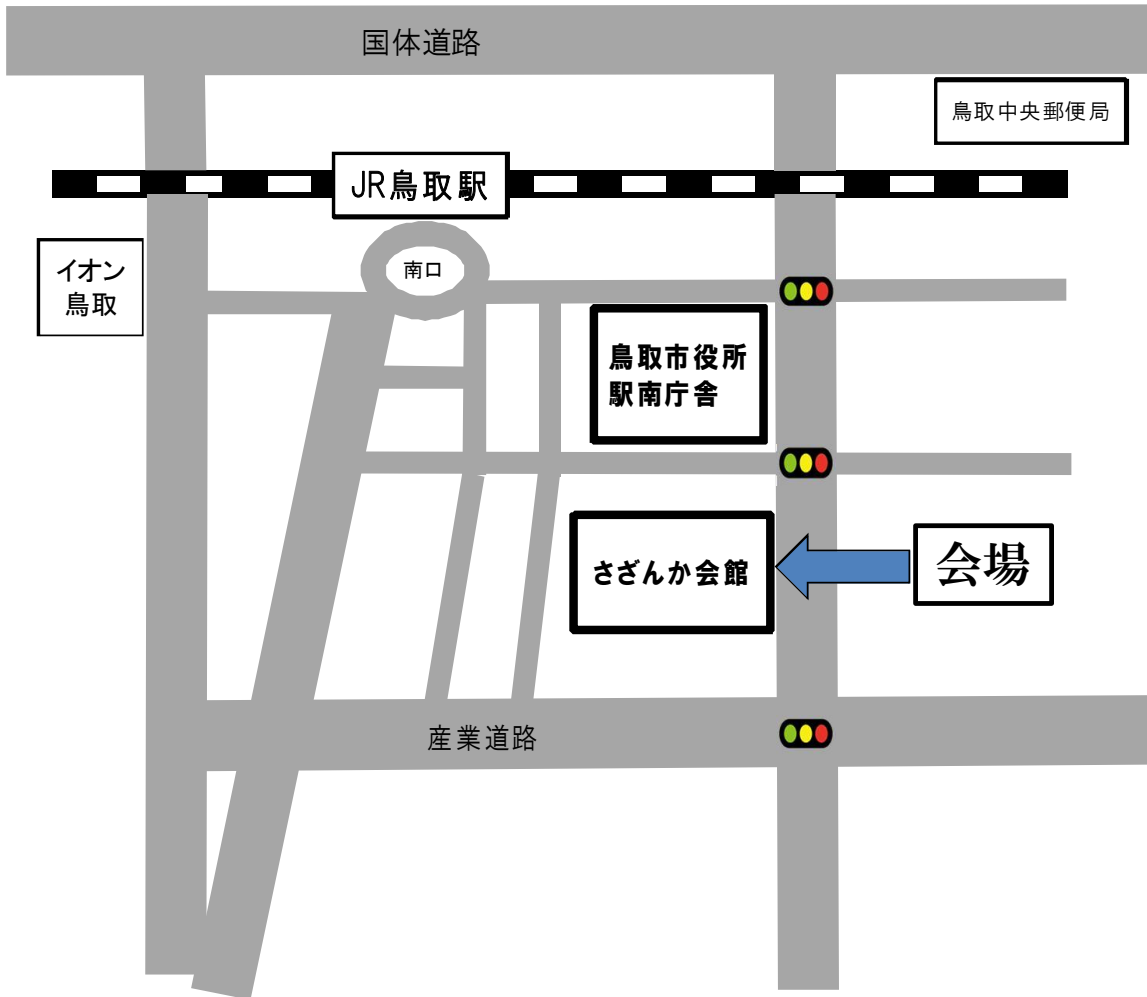 国体道路
鳥取中央郵便局
JR鳥取駅
イオン
鳥取
南口
鳥取市役所
駅南庁舎
さざんか会館
会場
産業道路